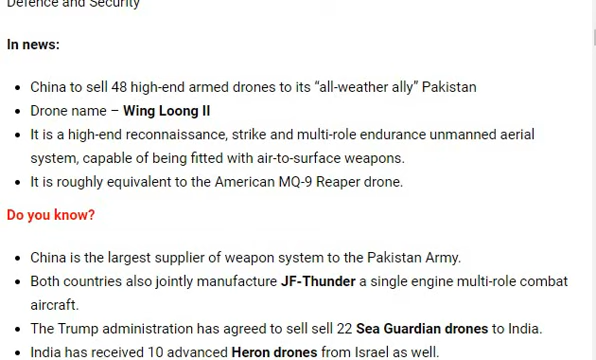 Defence and Security
In news:
China to sell 48 high-end armed drones to its “all-weather ally” Pakistan
Drone name – Wing Loong II
It is a high-end reconnaissance, strike and multi-role endurance unmanned aerial
system, capable of being fitted with air-to-surface weapons.
It is roughly equivalent to the American MQ-9 Reaper drone.
Do you know?
China is the largest supplier of weapon system to the Pakistan Army.
Both countries also jointly manufacture JF-Thunder a single engine multi-role combat
aircraft.
The Trump administration has agreed to sell sell 22 Sea Guardian drones to India.
India has received 10 advanced Heron drones from Israel as well.